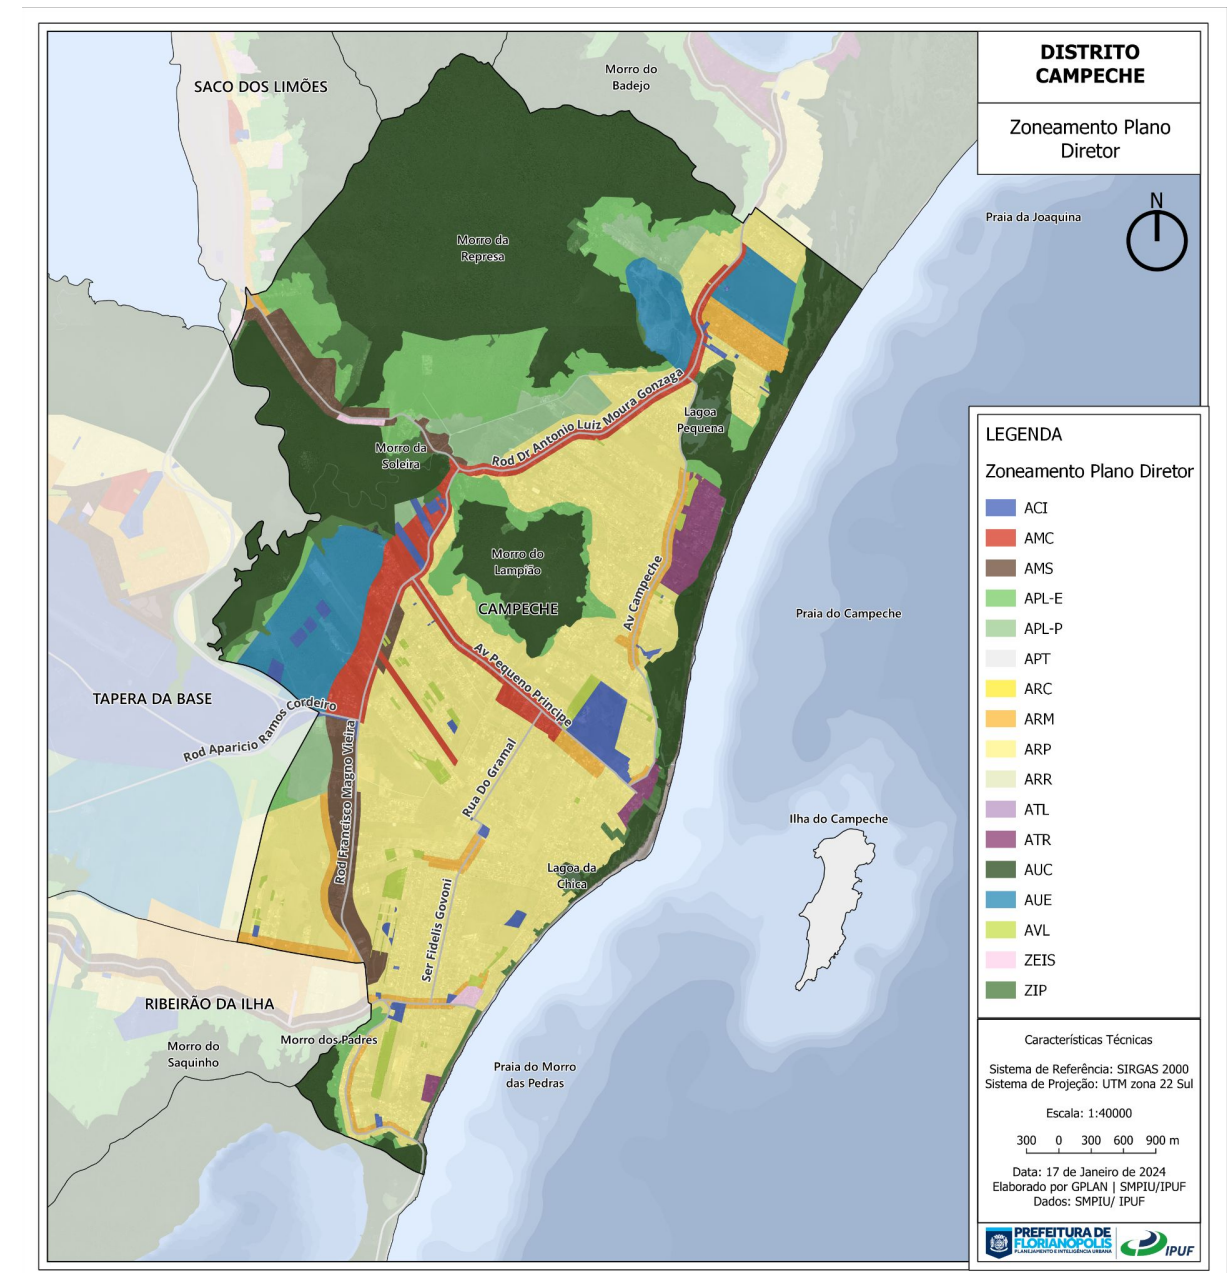 DISTRITO
CAMPECHE
Zoneamento Plano
Diretor
N
SACO DOS LIMÕES
Morro do
Badejo
Praia da Joaquina
Morro da
Represa
Lagoa
Pequena
Rod Dr Antonio Luiz Moura Gonzaga
Morro da
Soleira
Morro do
Lampião
CAMPECHE
Av Campeche
Praia do Campeche
Av Pequeno Principe
TAPERA DA BASE
Rod Aparicio Ramos Cordeiro
Rod Francisco Magno Vieira
Rua Do Gramal
Ilha do Campeche
Lagoa da
Chica
Ser Fidelis Govoni
RIBEIRÃO DA ILHA
Morro do
Saquinho
Morro dos Padres
Praia do Morro
das Pedras
LEGENDA
Zoneamento Plano Diretor
ACI
AMC
AMS
APL-E
APL-P
APT
ARC
ARM
ARP
ARR
ATL
ATR
AUC
AUE
AVL
ZEIS
ZIP
Características Técnicas
Sistema de Referência: SIRGAS 2000
Sistema de Projeção: UTM zona 22 Sul
Escala: 1:40000
300 0 300 600 900 m
Data: 17 de Janeiro de 2024
Elaborado por GPLAN | SMPIU/IPUF
Dados: SMPIU/ IPUF
PREFEITURA DE
FLORIANÓPOLIS
PLANEJAMENTO E INTELIGÊNCIA URBANA
IPUF